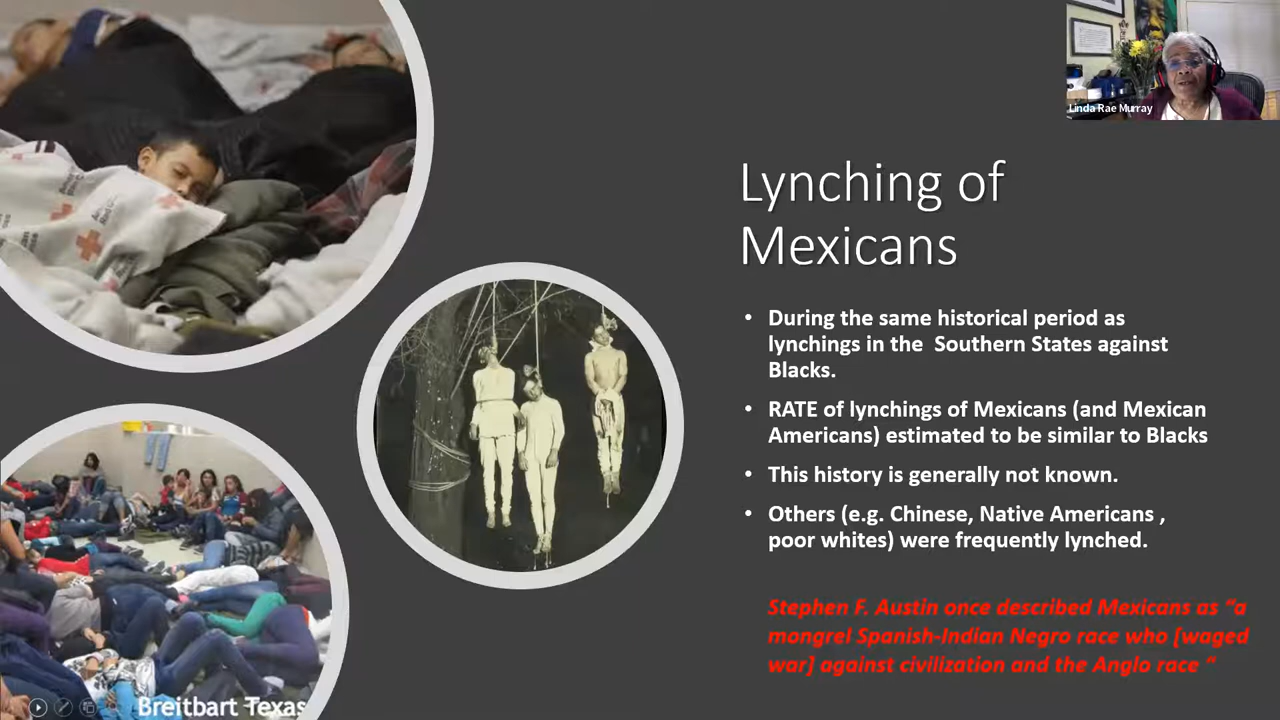 Linda Rae Murray
Lynching of
Mexicans
• During the same historical period as
lynchings in the Southern States against
Blacks.
• RATE of lynchings of Mexicans (and Mexican
Americans) estimated to be similar to Blacks
• This history is generally not known.
• Others (e.g. Chinese, Native Americans ,
poor whites) were frequently lynched.
Stephen F. Austin once described Mexicans as “a
mongrel Spanish-Indian Negro race who [waged
war] against civilization and the Anglo race ”
Breitbart Texas